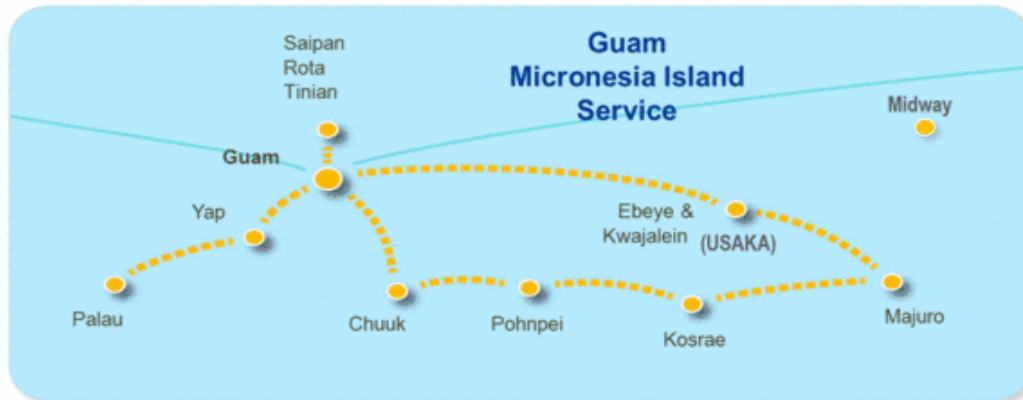 Saipan
Rota
Tinian
Guam
Micronesia Island
Service
Midway
Guam
Yap
Ebeye &
Kwajalein (USAKA)
Palau
Chuuk
Pohnpei
Kosrae
Majuro